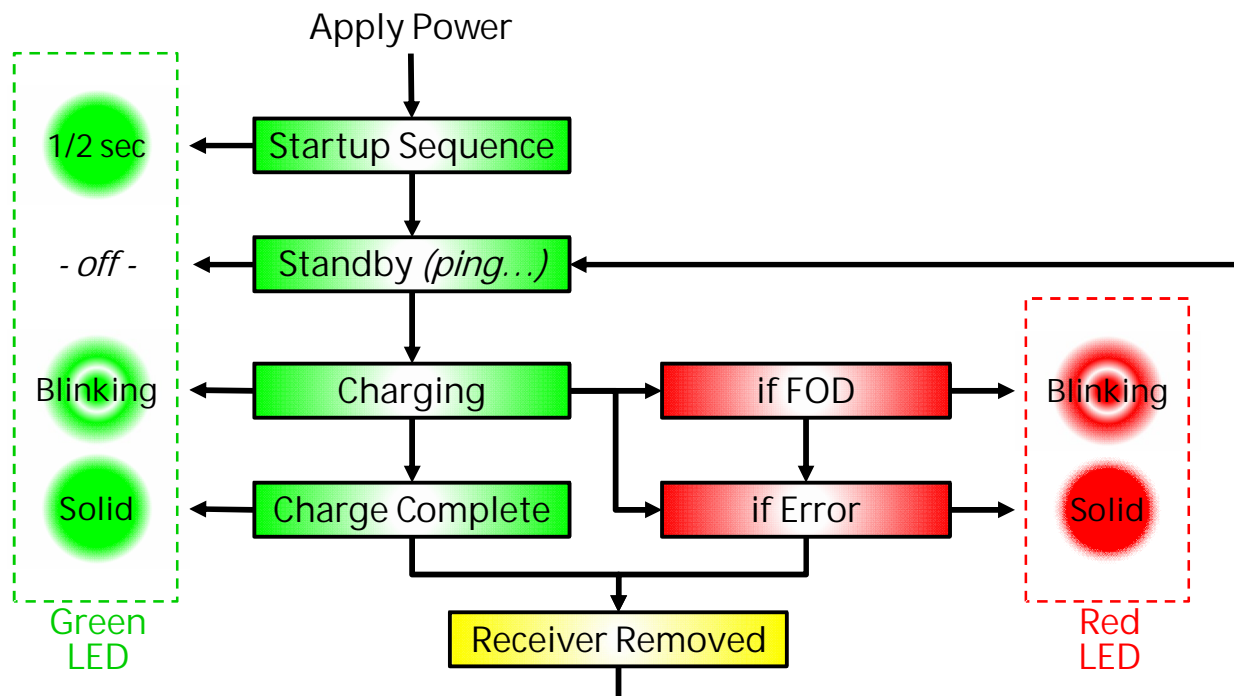 Apply Power
1/2 sec
Startup Sequence
- off -
Standby (ping...)
Blinking
Charging
if FOD
Blinking
Solid
Charge Complete
if Error
Solid
Green
LED
Receiver Removed
Red
LED